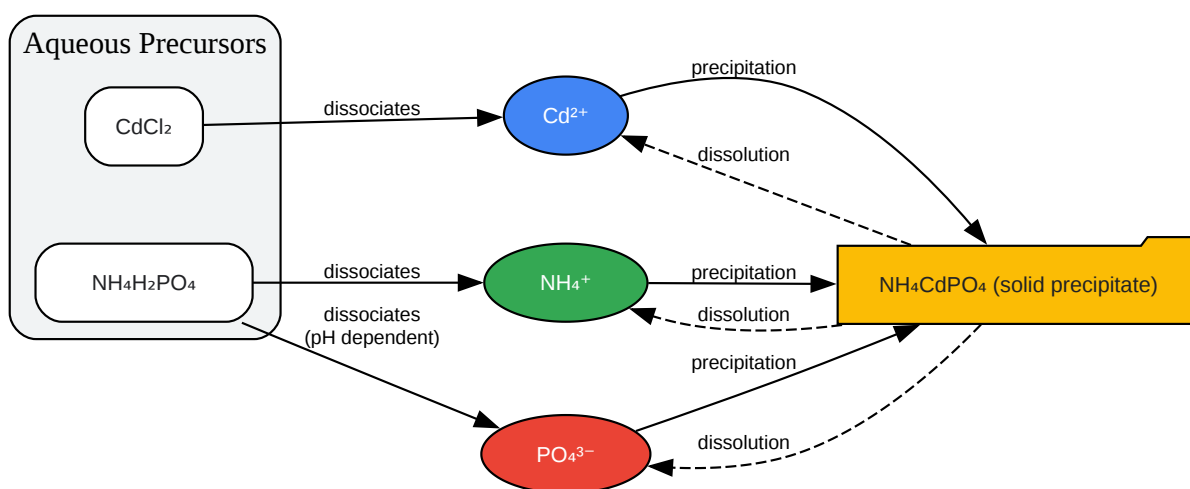 Aqueous Precursors
CdCl₂
dissociates
Cd²⁺
precipitation
dissolution
NH₄H₂PO₄
dissociates
NH₄⁺
precipitation
NH₄CdPO₄ (solid precipitate)
dissociates
(pH dependent)
dissolution
precipitation
PO₄³⁻
dissolution